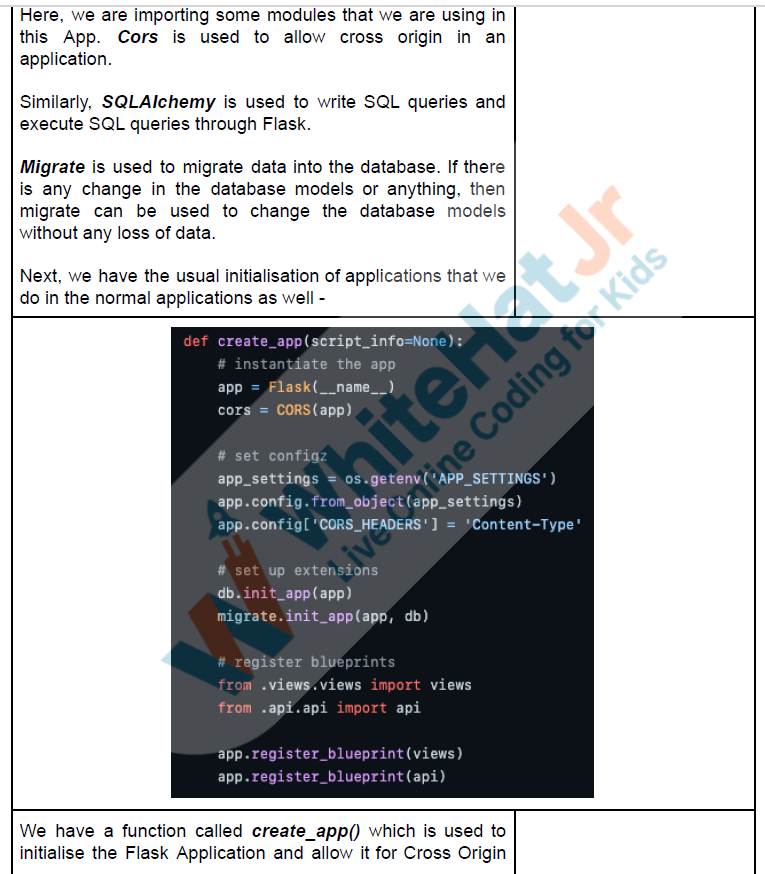 Here, we are importing some modules that we are using in
this App. Cors is used to allow cross origin in an
application.
Similarly, SQLAlchemy is used to write SQL queries and
execute SQL queries through Flask.
Migrate is used to migrate data into the database. If there
is any change in the database models or anything, then
migrate can be used to change the database models
without any loss of data.
Next, we have the usual initialisation of applications that we
do in the normal applications as well -
def create_app(script_info=None):
# instantiate the app
app = Flask(__name__)
cors = CORS(app)
# set configz
app_settings = os.getenv('APP_SETTINGS')
app.config.from_object(app_settings)
app.config['CORS_HEADERS'] = 'Content-Type'
# set up extensions
db.init_app(app)
migrate.init_app(app, db)
# register blueprints
from .views.views import views
from .api.api import api
app.register_blueprint(views)
app.register_blueprint(api)
WhiteHat Jr
Live Online Coding for Kids
We have a function called create_app() which is used to
initialise the Flask Application and allow it for Cross Origin